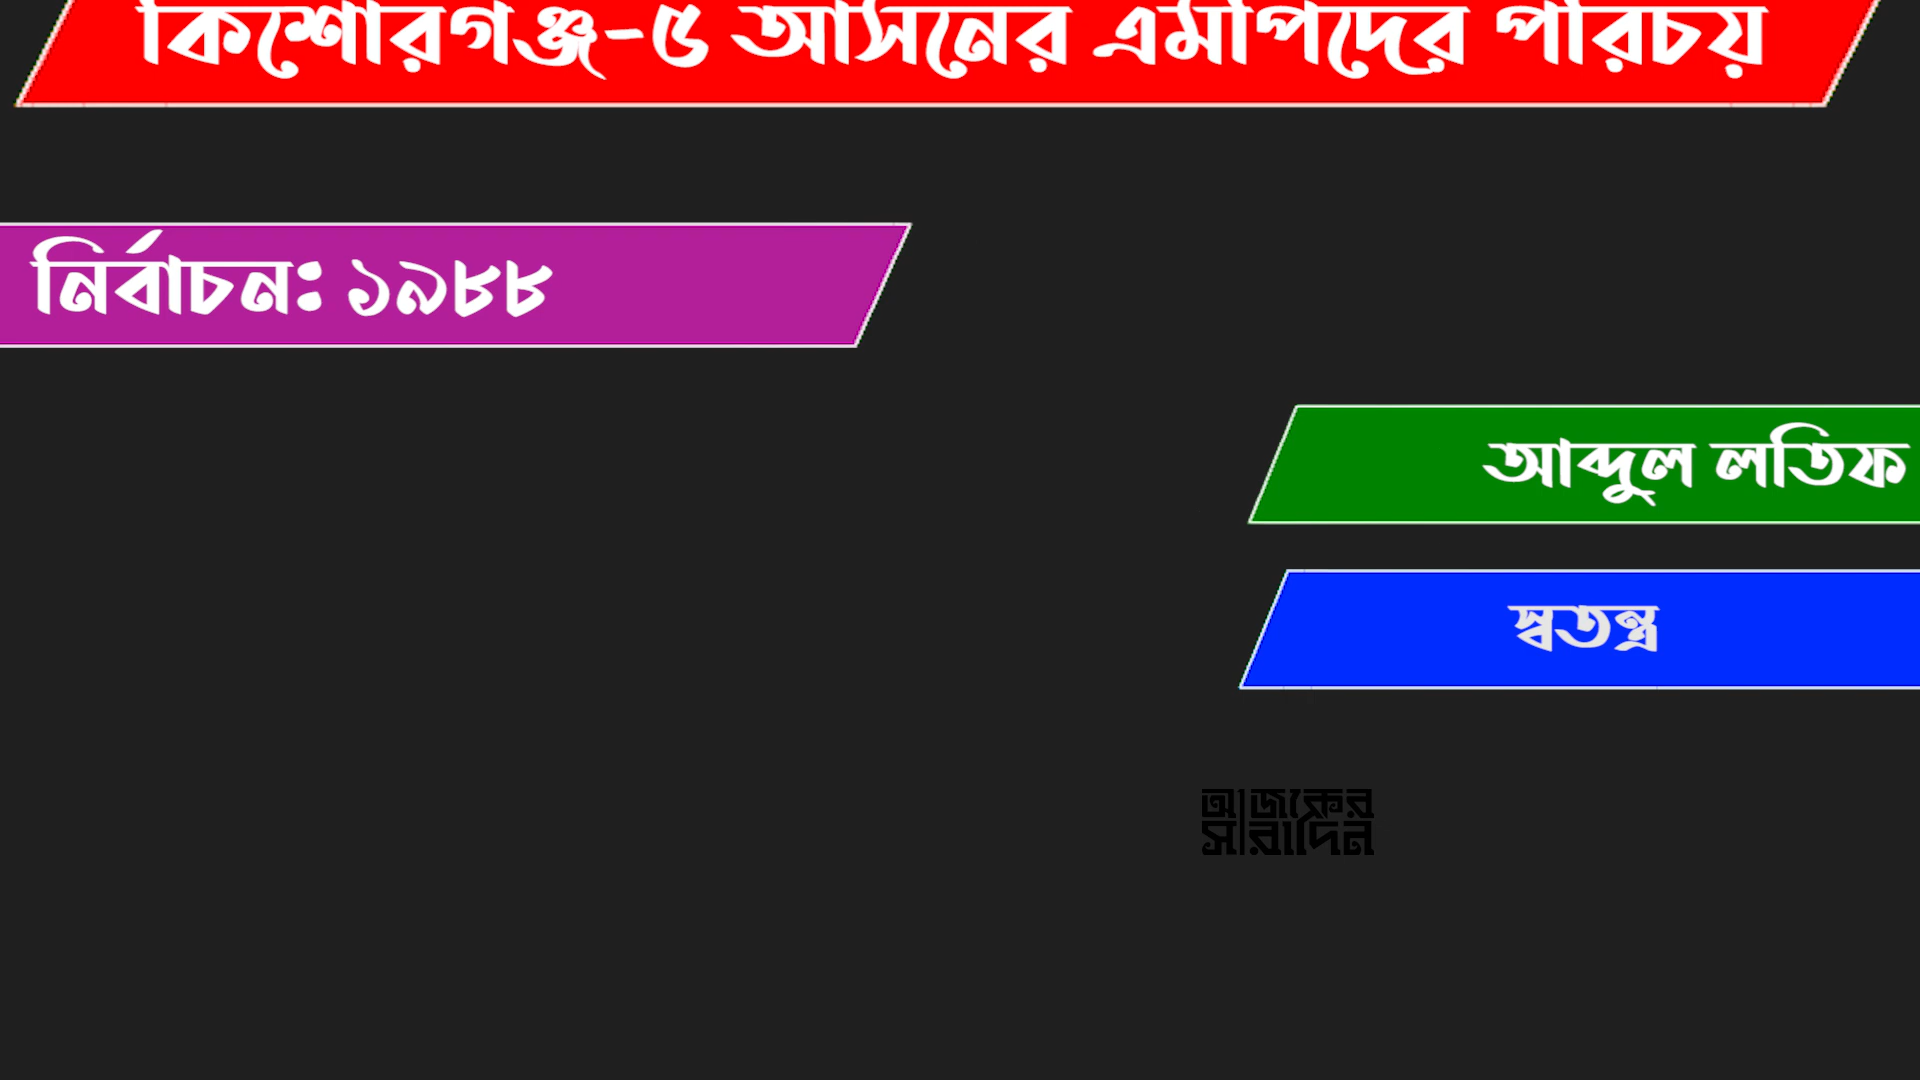 কিশোরগঞ্জ-৫ আসনের এমপিদের পরিচয়
নির্বাচন: ১৯৮৮
আব্দুল লতিফ
স্বতন্ত্র
আজকের
সারাদিন